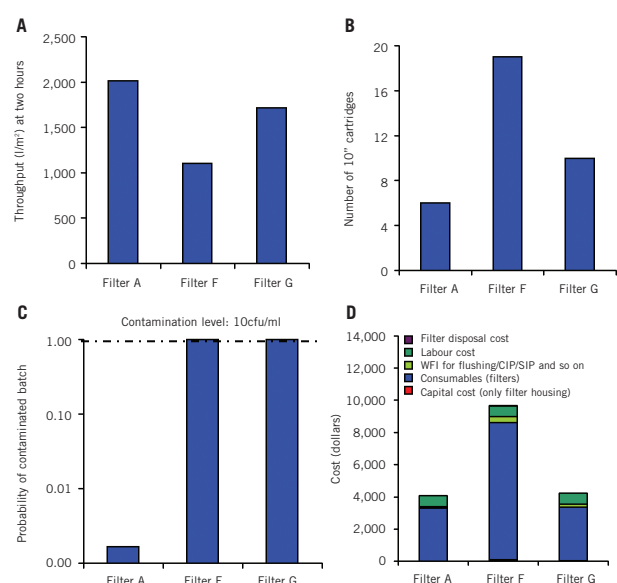 A
2,500
2,000
1,500
1,000
500
0
Throughput (l/m²) at two hours
Filter A Filter F Filter G
B
20
16
12
8
4
0
Number of 10" cartridges
Filter A Filter F Filter G
C
Contamination level: 10cfu/ml
1.00
0.10
0.01
0.00
Probability of contaminated batch
Filter A Filter F Filter G
D
14,000
12,000
10,000
8,000
6,000
4,000
2,000
0
Cost (dollars)
Filter disposal cost
Labour cost
WFI for flushing/CIP/SIP and so on
Consumables (filters)
Capital cost (only filter housing)
Filter A Filter F Filter G